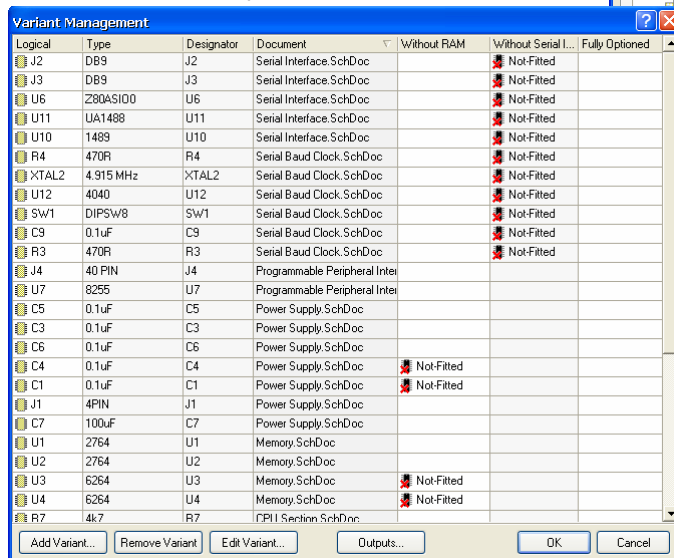 Variant Management
Logical Type Designator Document Without RAM Without Serial I... Fully Optioned
J2 DB9 J2 Serial Interface.SchDoc Not-Fitted
J3 DB9 J3 Serial Interface.SchDoc Not-Fitted
U6 Z80ASIO0 U6 Serial Interface.SchDoc Not-Fitted
U11 UA1488 U11 Serial Interface.SchDoc Not-Fitted
U10 1489 U10 Serial Interface.SchDoc Not-Fitted
R4 470R R4 Serial Baud Clock.SchDoc Not-Fitted
XTAL2 4.915 MHz XTAL2 Serial Baud Clock.SchDoc Not-Fitted
U12 4040 U12 Serial Baud Clock.SchDoc Not-Fitted
SW1 DIPSW8 SW1 Serial Baud Clock.SchDoc Not-Fitted
C9 0.1uF C9 Serial Baud Clock.SchDoc Not-Fitted
R3 470R R3 Serial Baud Clock.SchDoc Not-Fitted
J4 40 PIN J4 Programmable Peripheral Inter
U7 8255 U7 Programmable Peripheral Inter
C5 0.1uF C5 Power Supply.SchDoc
C3 0.1uF C3 Power Supply.SchDoc
C6 0.1uF C6 Power Supply.SchDoc
C4 0.1uF C4 Power Supply.SchDoc Not-Fitted
C1 0.1uF C1 Power Supply.SchDoc Not-Fitted
J1 4PIN J1 Power Supply.SchDoc
C7 100uF C7 Power Supply.SchDoc
U1 2764 U1 Memory.SchDoc
U2 2764 U2 Memory.SchDoc
U3 6264 U3 Memory.SchDoc Not-Fitted
U4 6264 U4 Memory.SchDoc Not-Fitted
R7 4k7 R7 CPU Section.SchDoc
Add Variant... Remove Variant Edit Variant... Outputs... OK Cancel